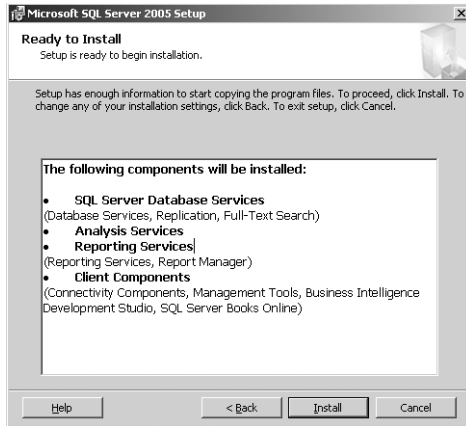 Microsoft SQL Server 2005 Setup
Ready to Install
Setup is ready to begin installation.
Setup has enough information to start copying the program files. To proceed, click Install. To
change any of your installation settings, click Back. To exit setup, click Cancel.
The following components will be installed:
• SQL Server Database Services
(Database Services, Replication, Full-Text Search)
• Analysis Services
• Reporting Services
(Reporting Services, Report Manager)
• Client Components
(Connectivity Components, Management Tools, Business Intelligence
Development Studio, SQL Server Books Online)
Help < Back Install Cancel